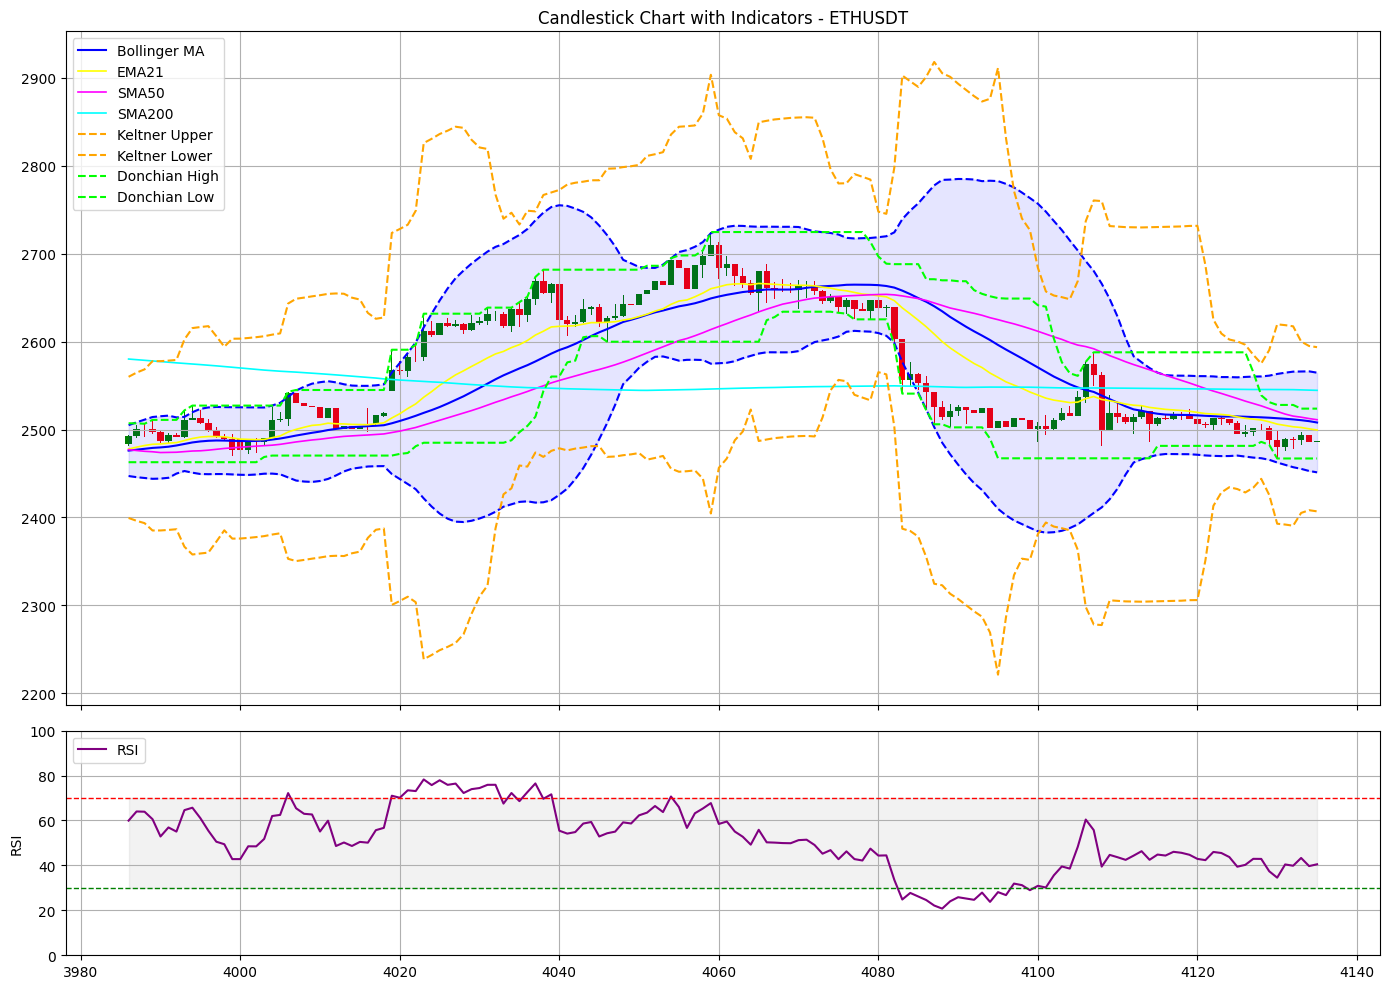 Candlestick Chart with Indicators - ETHUSDT
Bollinger MA
EMA21
SMA50
SMA200
Keltner Upper
Keltner Lower
Donchian High
Donchian Low
2900
2800
2700
2600
2500
2400
2300
2200
RSI
100
80
60
40
20
0
RSI
3980
4000
4020
4040
4060
4080
4100
4120
4140